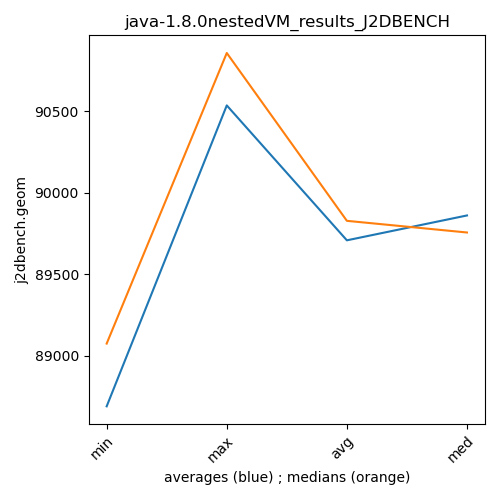 java-1.8.0nestedVM_results_J2DBENCH
90500
90000
89500
89000
j2dbench.geom
min
max
avg
med
averages (blue) ; medians (orange)